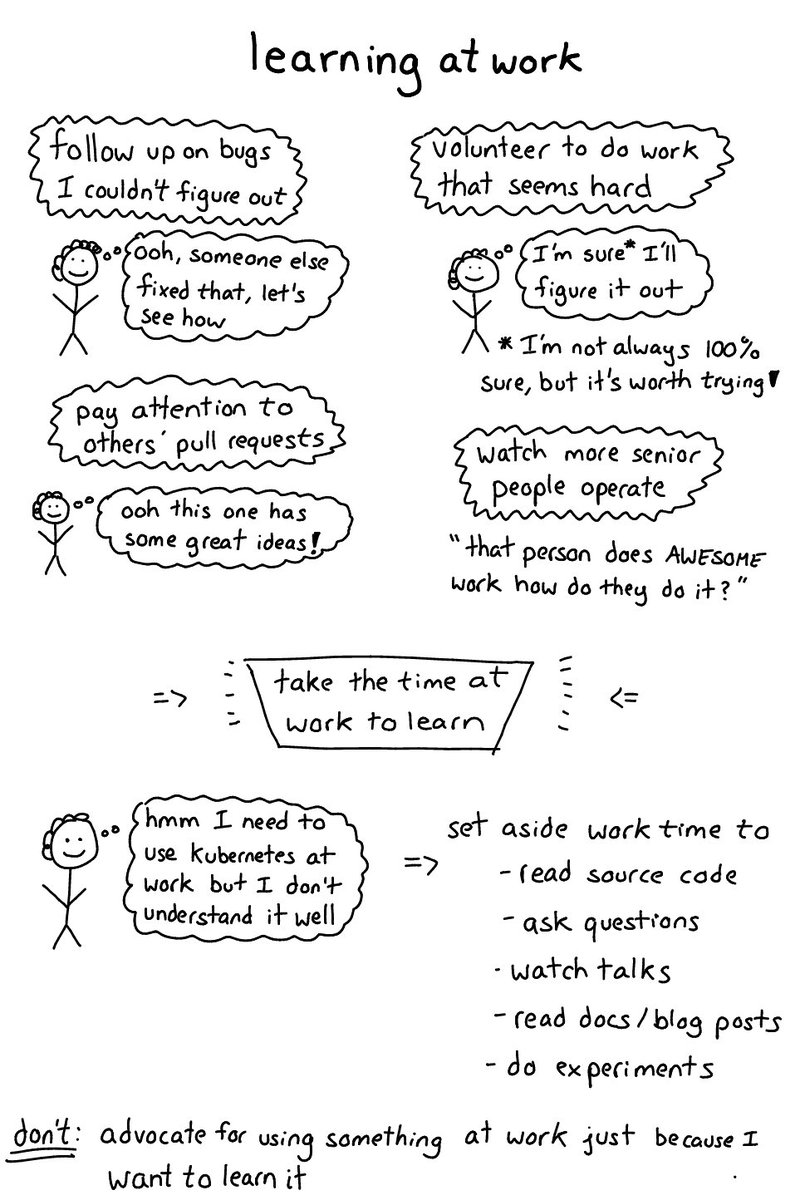 learning at work
follow up on bugs
I couldn't figure out
ooh, someone else
fixed that, let's
see how
pay attention to
others' pull requests
ooh this one has
some great ideas!
volunteer to do work
that seems hard
I'm sure* I'll
figure it out
* I'm not always 100%
sure, but it's worth trying!
watch more senior
people operate
"that person does AWESOME
work how do they do it?"
=> take the time at <=
work to learn
hmm I need to
use kubernetes at
work but I don't
understand it well
=> set aside work time to
- read source code
- ask questions
- watch talks
- read docs/blog posts
- do experiments
don't: advocate for using something at work just because I
want to learn it